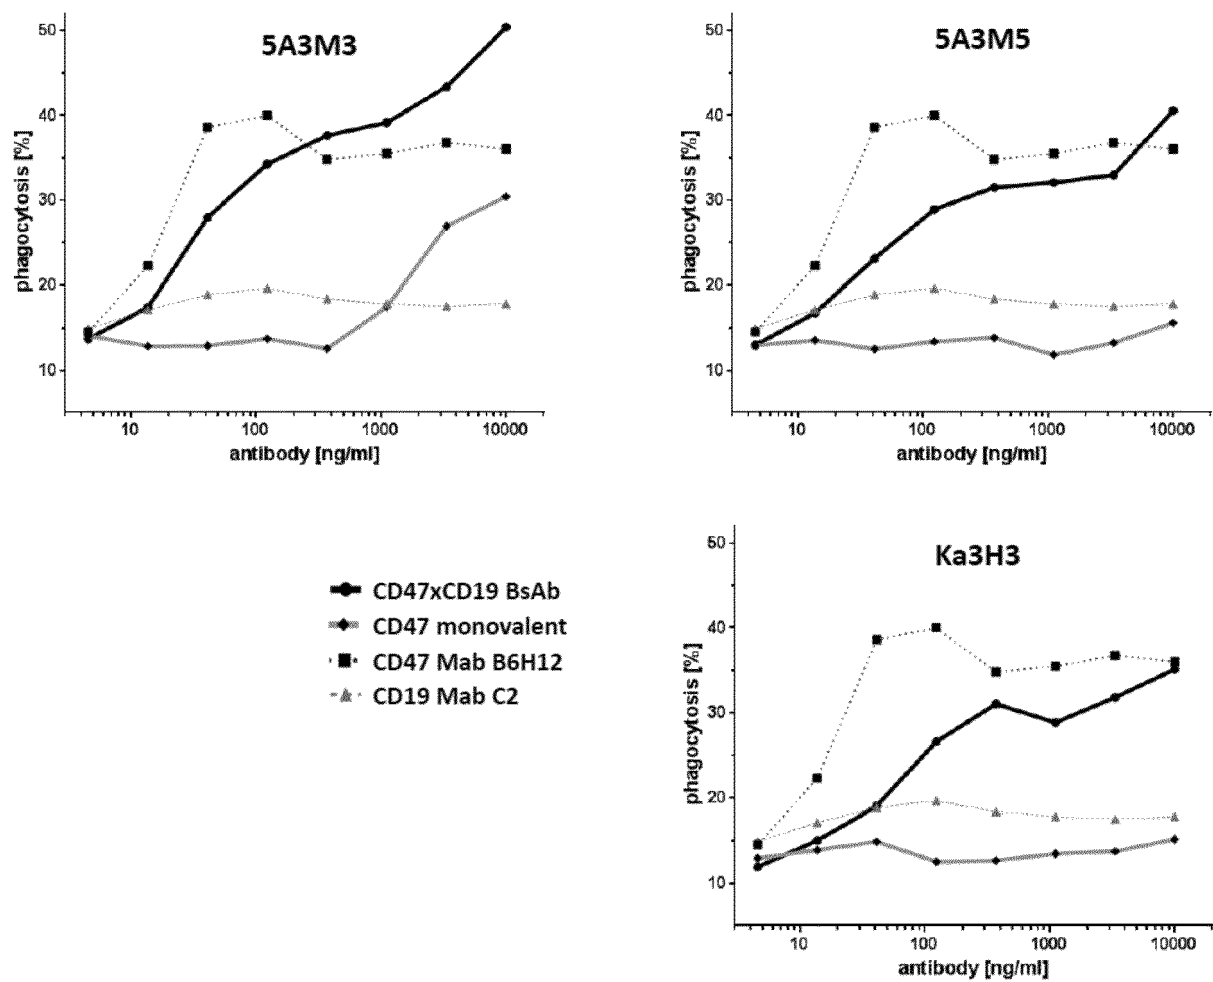 5A3M3
50
40
30
20
10
phagocytosis [%]
10 100 1000 10000
antibody [ng/ml]
5A3M5
50
40
30
20
10
phagocytosis [%]
10 100 1000 10000
antibody [ng/ml]
CD47xCD19 BsAb
CD47 monovalent
CD47 Mab B6H12
CD19 Mab C2
Ka3H3
50
40
30
20
10
phagocytosis [%]
10 100 1000 10000
antibody [ng/ml]